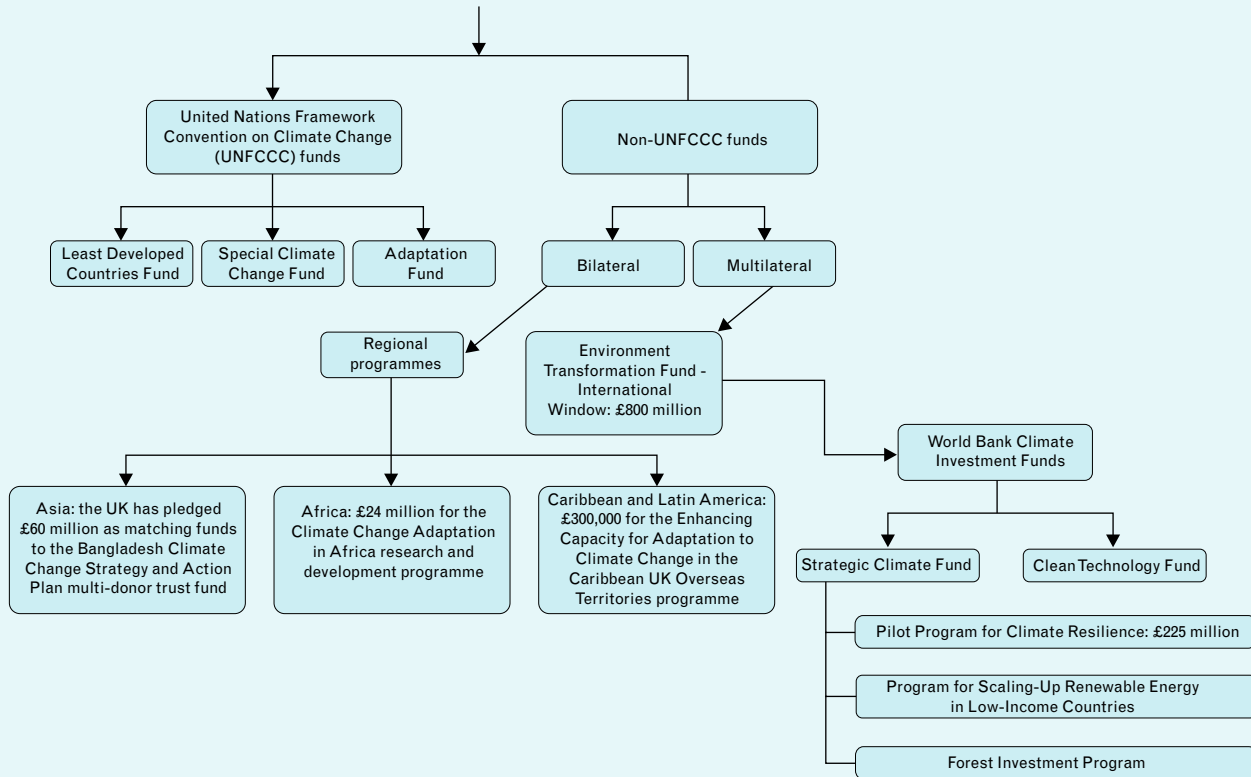 United Nations Framework
Convention on Climate Change
(UNFCCC) funds
Non-UNFCCC funds
Least Developed
Countries Fund
Special Climate
Change Fund
Adaptation
Fund
Bilateral
Multilateral
Regional
programmes
Environment
Transformation Fund -
International
Window: £800 million
World Bank Climate
Investment Funds
Asia: the UK has pledged
£60 million as matching funds
to the Bangladesh Climate
Change Strategy and Action
Plan multi-donor trust fund
Africa: £24 million for the
Climate Change Adaptation
in Africa research and
development programme
Caribbean and Latin America:
£300,000 for the Enhancing
Capacity for Adaptation to
Climate Change in the
Caribbean UK Overseas
Territories programme
Strategic Climate Fund
Clean Technology Fund
Pilot Program for Climate Resilience: £225 million
Program for Scaling-Up Renewable Energy
in Low-Income Countries
Forest Investment Program